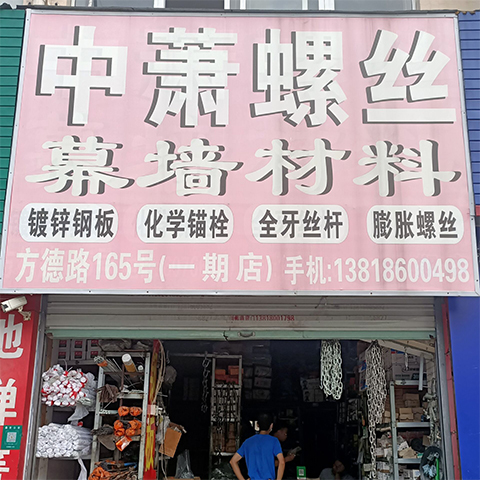 中萧螺丝
幕墙材料
镀锌钢板 化学锚栓 全牙丝杆 膨胀螺丝
方德路165号(一期店) 手机:13818600498
弹